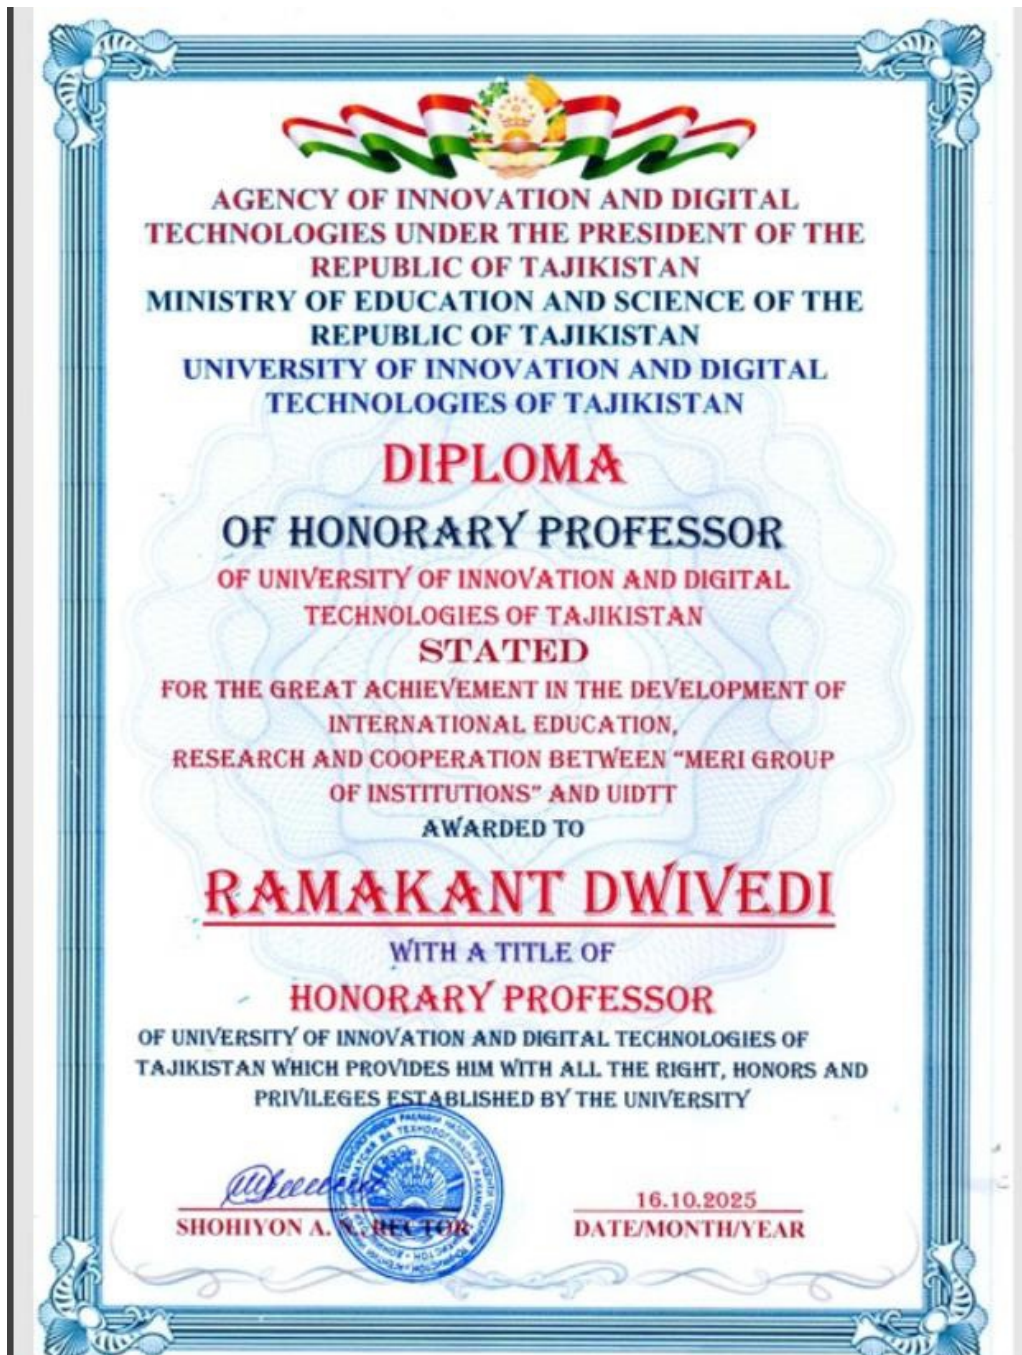 AGENCY OF INNOVATION AND DIGITAL
TECHNOLOGIES UNDER THE PRESIDENT OF THE
REPUBLIC OF TAJIKISTAN
MINISTRY OF EDUCATION AND SCIENCE OF THE
REPUBLIC OF TAJIKISTAN
UNIVERSITY OF INNOVATION AND DIGITAL
TECHNOLOGIES OF TAJIKISTAN
DIPLOMA
OF HONORARY PROFESSOR
OF UNIVERSITY OF INNOVATION AND DIGITAL
TECHNOLOGIES OF TAJIKISTAN
STATED
FOR THE GREAT ACHIEVEMENT IN THE DEVELOPMENT OF
INTERNATIONAL EDUCATION,
RESEARCH AND COOPERATION BETWEEN “MERI GROUP
OF INSTITUTIONS” AND UIDTT
AWARDED TO
RAMAKANT DWIVEDI
WITH A TITLE OF
HONORARY PROFESSOR
OF UNIVERSITY OF INNOVATION AND DIGITAL TECHNOLOGIES OF
TAJIKISTAN WHICH PROVIDES HIM WITH ALL THE RIGHT, HONORS AND
PRIVILEGES ESTABLISHED BY THE UNIVERSITY
16.10.2025
SHOHIYON A. RECTOR
DATE/MONTH/YEAR